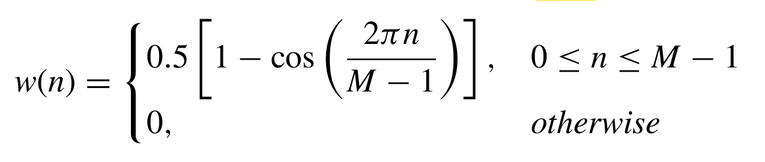 w(n) = { 0.5 [ 1 − cos ( 2πn / M − 1 ) ] , 0 ≤ n ≤ M − 1
0, otherwise